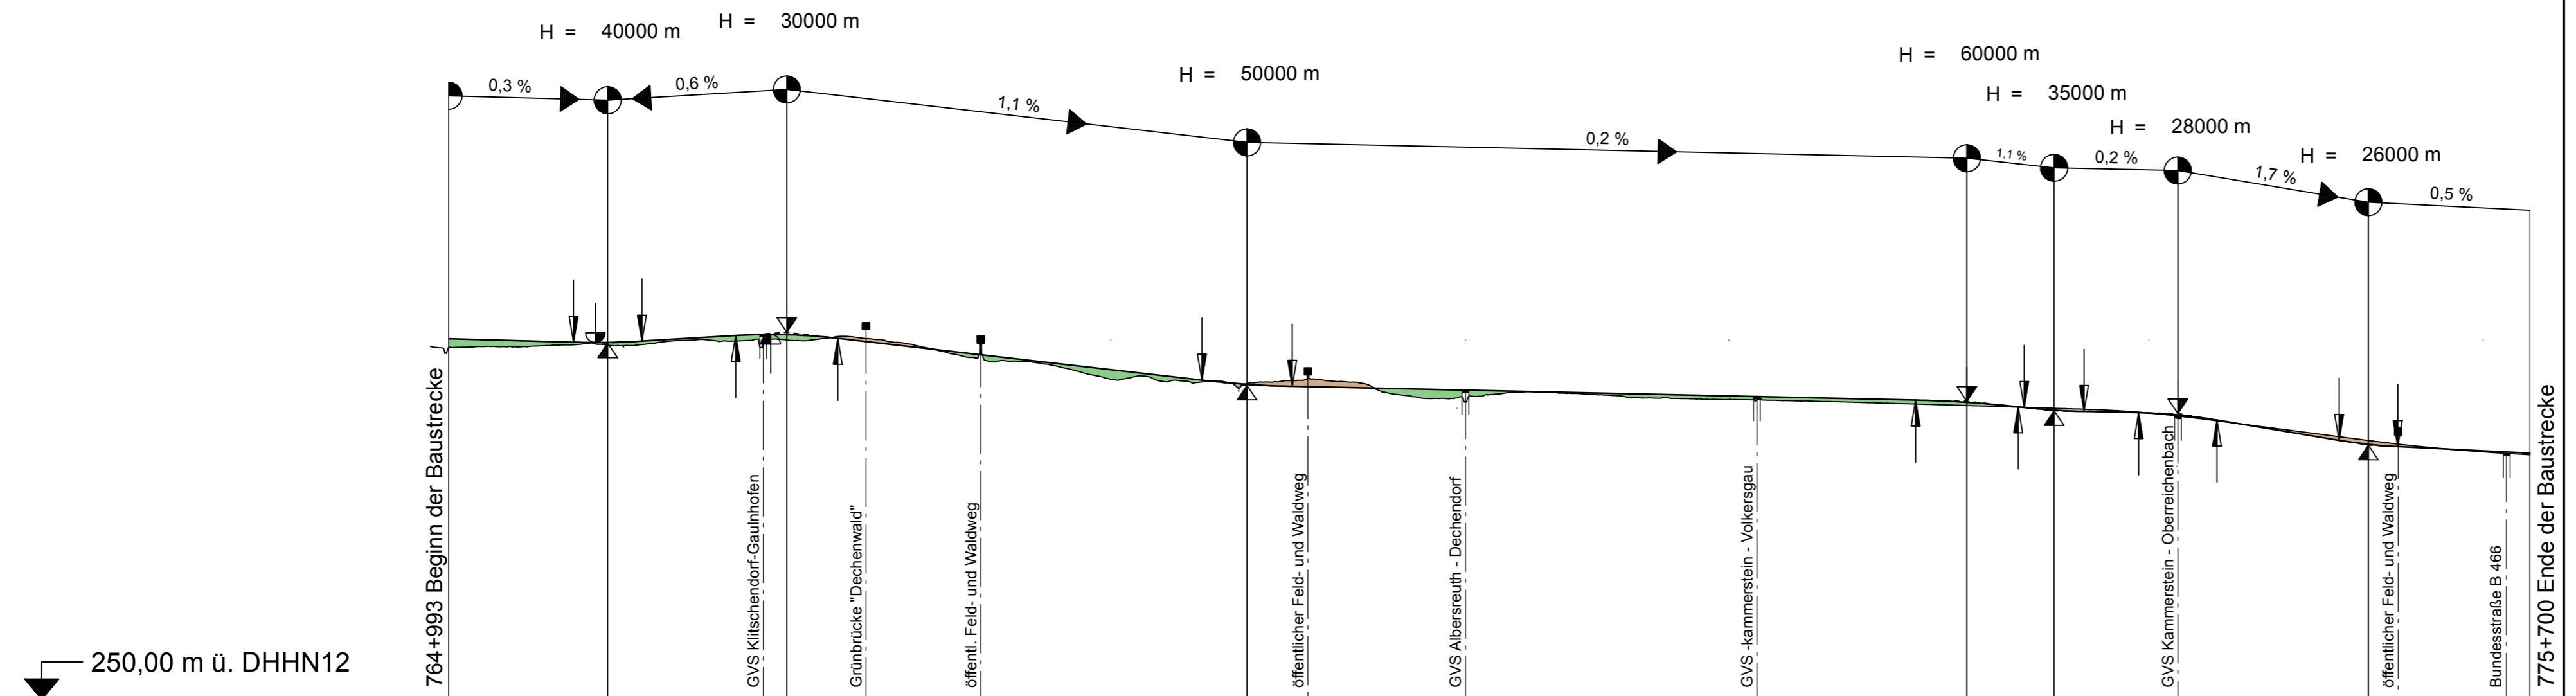 H = 40000 m
H = 30000 m
H = 50000 m
H = 60000 m
H = 35000 m
H = 28000 m
H = 26000 m
0,3 %
0,6 %
1,1 %
0,2 %
1,1 %
0,2 %
1,7 %
0,5 %
764+993 Beginn der Baustrecke
GVS Klitschendorf-Gaulnhofen
Grünbrücke "Dechenwald"
öffentl. Feld- und Waldweg
öffentlicher Feld- und Waldweg
GVS Albersreuth - Dechendorf
GVS -kammerstein - Volkersgau
GVS Kammerstein - Oberreichenbach
öffentlicher Feld- und Waldweg
Bundesstraße B 466
775+700 Ende der Baustrecke
250,00 m ü. DHHN12